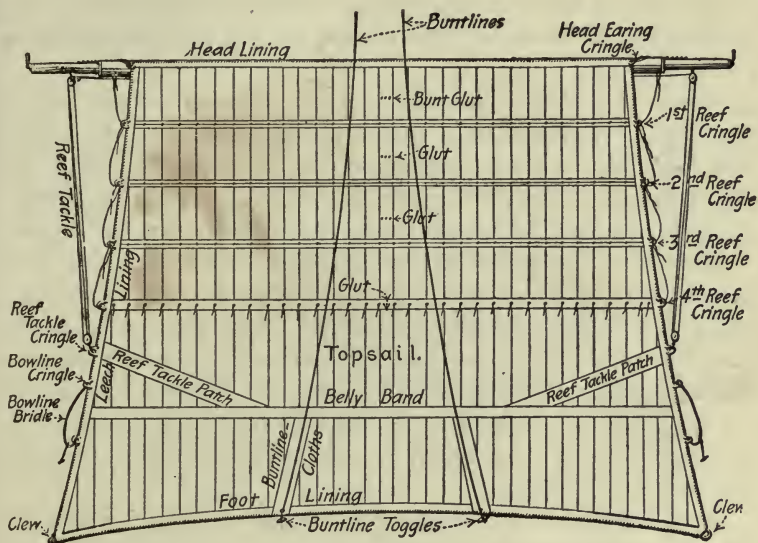 Buntlines
Head Lining
Head Earing
Cringle
Bunt Glut
1st Reef
Cringle
Glut
Reef Tackle
2nd Reef
Cringle
Glut
3rd Reef
Cringle
Lining
Glut
4th Reef
Cringle
Reef
Tackle
Cringle
Topsail.
Bowline
Cringle
Leech
Reef Tackle Patch
Reef Tackle Patch
Bowline
Bridle
Belly Band
Buntline-
Cloths
Foot Lining
Clew
Buntline Toggles
Clew